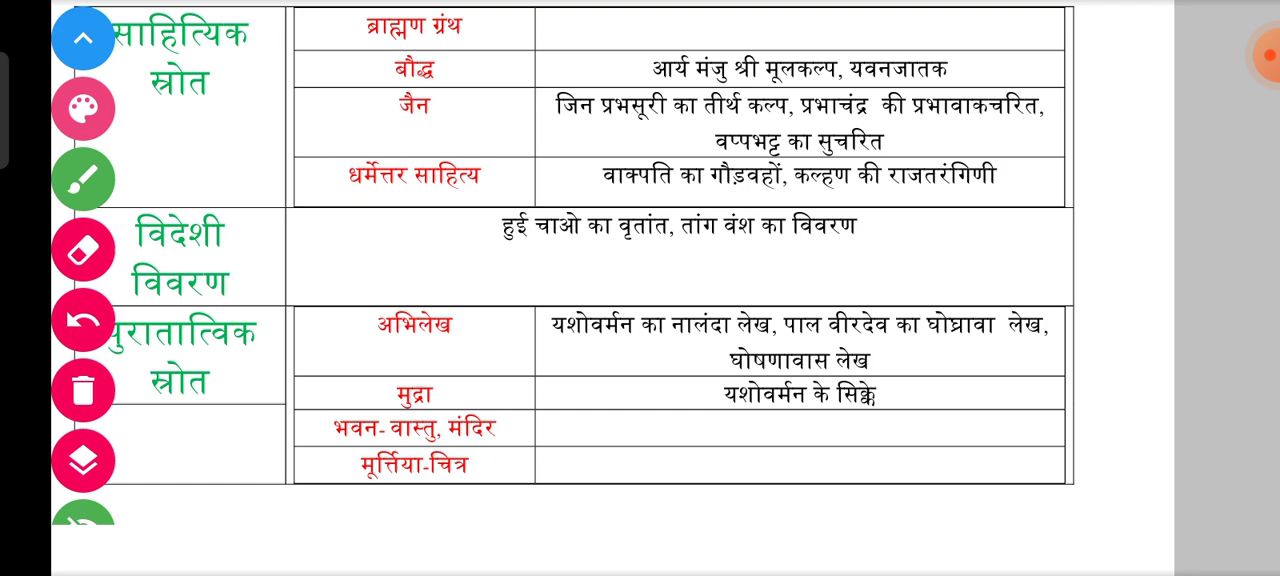 साहित्यिक
स्रोत
ब्राह्मण ग्रंथ
बौद्ध
आर्य मंजु श्री मूलकल्प, यवनजातक
जैन
जिन प्रभसूरी का तीर्थ कल्प, प्रभाचंद्र की प्रभावाकचरित,
वप्पभट्ट का सुचरित
धर्मेत्तर साहित्य
वाक्पति का गौड़वहों, कल्हण की राजतरंगिणी
विदेशी
विवरण
हुई चाओ का वृतांत, तांग वंश का विवरण
पुरातात्विक
स्रोत
अभिलेख
यशोवर्मन का नालंदा लेख, पाल वीरदेव का घोघ्रावा लेख,
घोषणावास लेख
मुद्रा
यशोवर्मन के सिक्के
भवन- वास्तु, मंदिर
मूर्त्तिया-चित्र